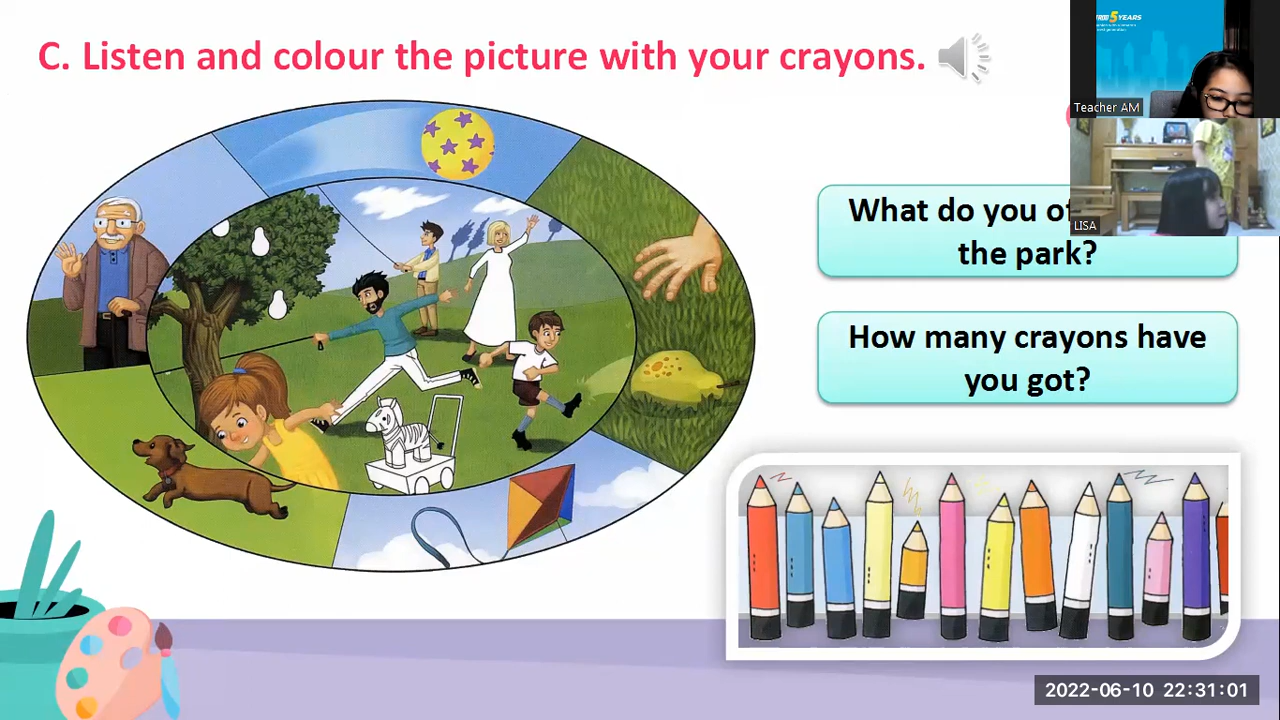 C. Listen and colour the picture with your crayons.
5 YEARS
Teacher AM
LISA
What do you
the park?
How many crayons have
you got?
2022-06-10 22:31:01